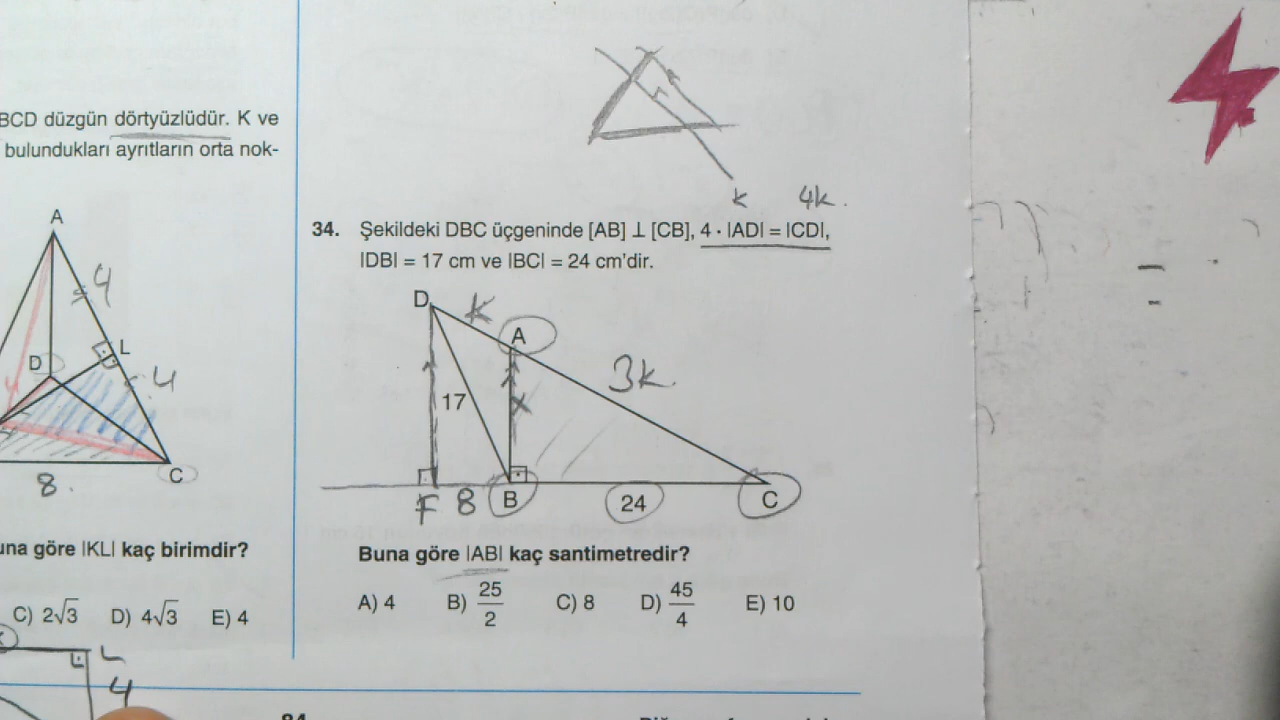 BCD düzgün dörtyüzlüdür. K ve
bulundukları ayrıtların orta nok-
A
4
L
D
4
8.
C
una göre |KL| kaç birimdir?
C) 2√3 D) 4√3 E) 4
L
4
k 4k.
34. Şekildeki DBC üçgeninde [AB] ⊥ [CB], 4 · |AD| = |CD|,
|DB| = 17 cm ve |BC| = 24 cm'dir.
D
K
A
3k
17
x
F 8 B 24 C
Buna göre |AB| kaç santimetredir?
A) 4 B) 25/2 C) 8 D) 45/4 E) 10